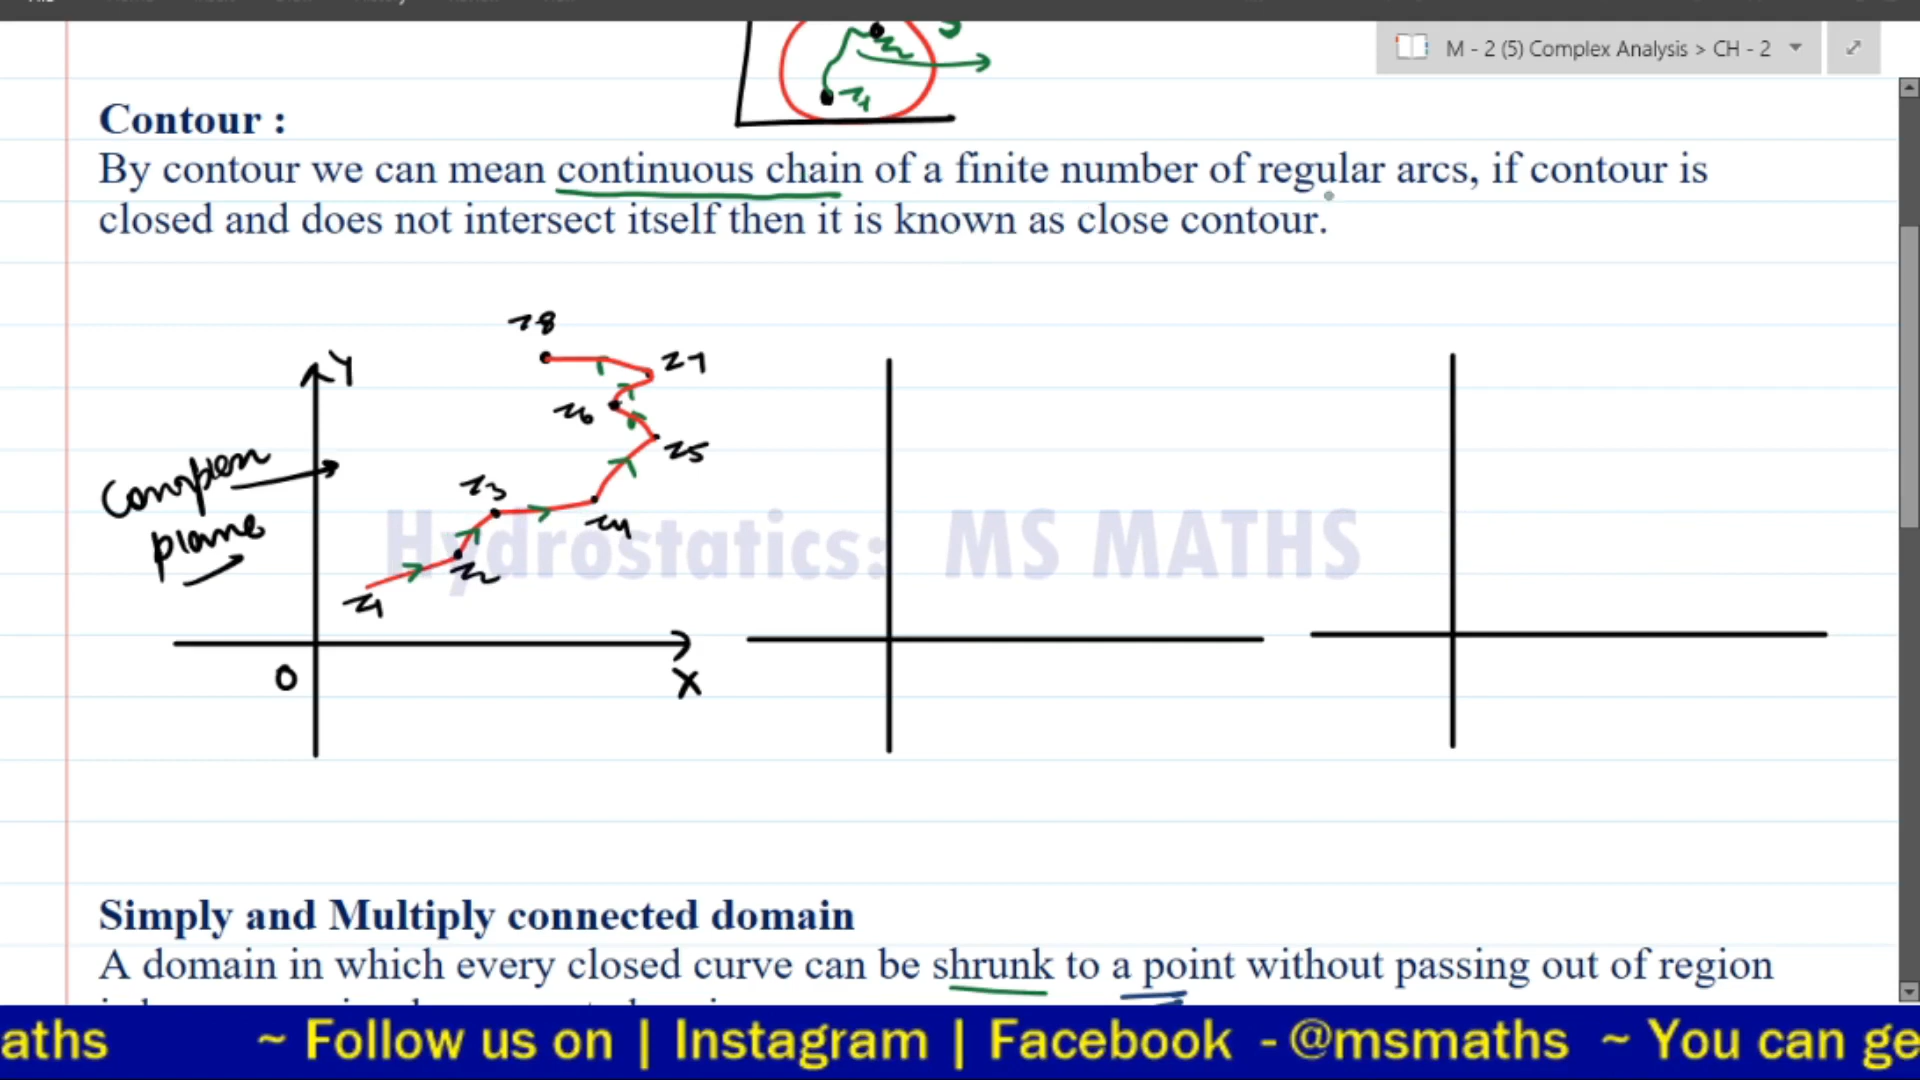 M - 2 (5) Complex Analysis > CH - 2
z2
z1
Contour :
By contour we can mean continuous chain of a finite number of regular arcs, if contour is
closed and does not intersect itself then it is known as close contour.
z8
Y
z7
z6
z5
Complex
plane
z3
z4
z2
z1
Hydrostatics: MS MATHS
O
X
Simply and Multiply connected domain
A domain in which every closed curve can be shrunk to a point without passing out of region
aths ~ Follow us on | Instagram | Facebook - @msmaths ~ You can ge